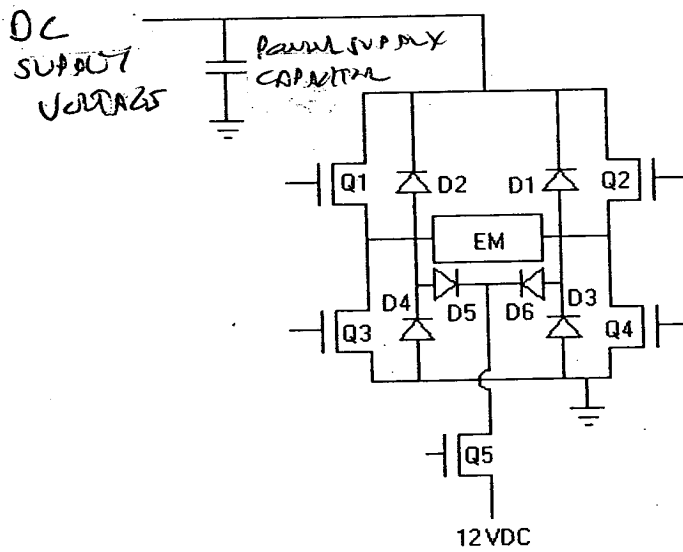 DC
SUPPLY
VOLTAGE
POWER SUPPLY
CAPACITOR
Q1
D2
D1
Q2
EM
D4
D5
D6
D3
Q3
Q4
Q5
12VDC